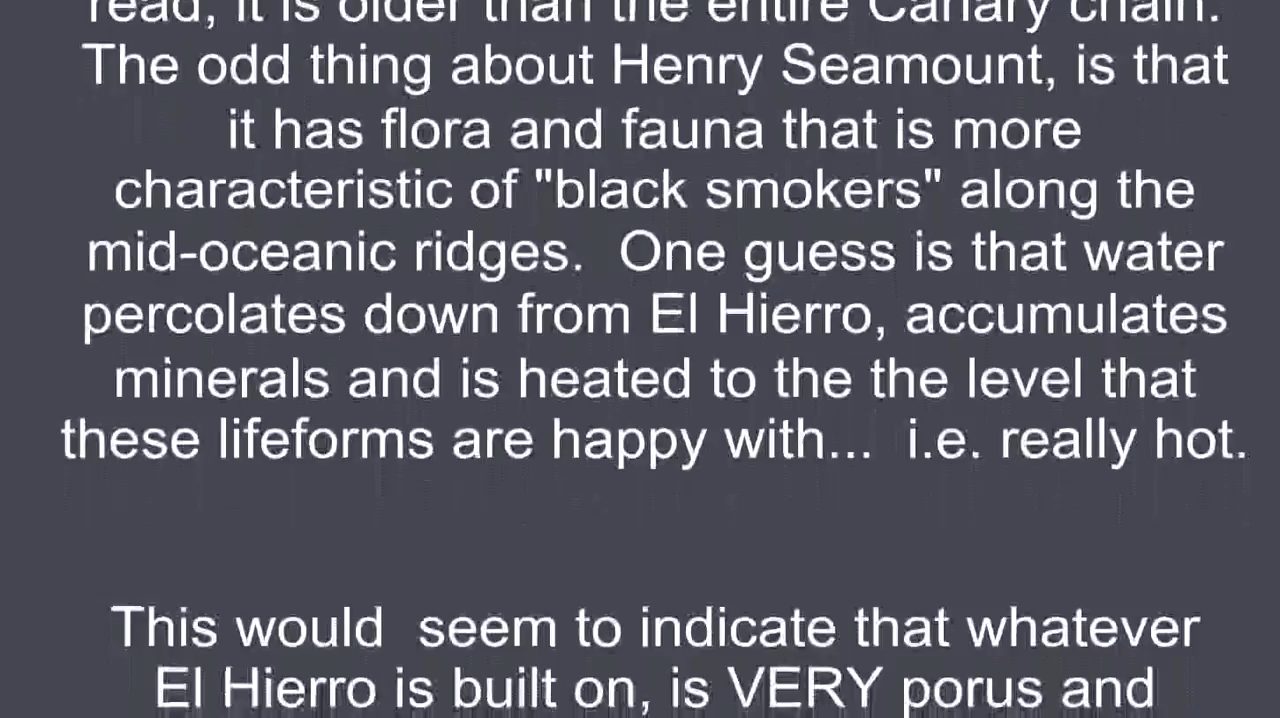 read, it is older than the entire Canary chain.
The odd thing about Henry Seamount, is that
it has flora and fauna that is more
characteristic of "black smokers" along the
mid-oceanic ridges.  One guess is that water
percolates down from El Hierro, accumulates
minerals and is heated to the the level that
these lifeforms are happy with...  i.e. really hot.
This would  seem to indicate that whatever
El Hierro is built on, is VERY porus and